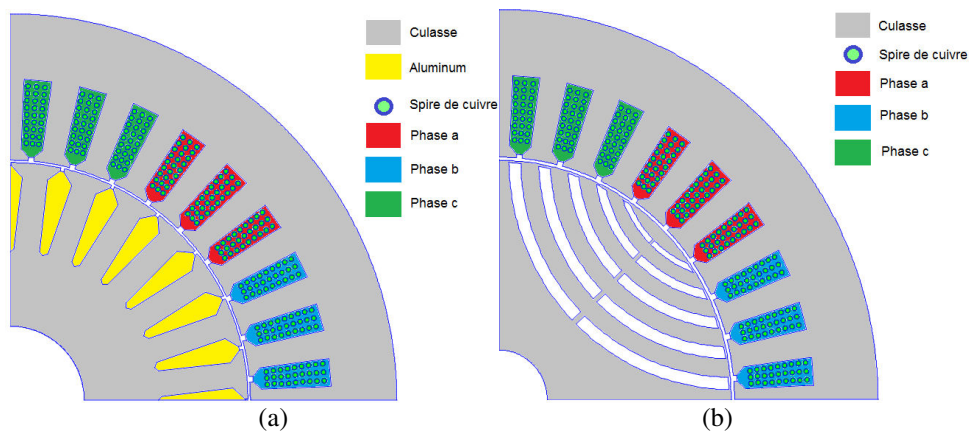 Culasse
Aluminum
Spire de cuivre
Phase a
Phase b
Phase c
(a)
Culasse
Spire de cuivre
Phase a
Phase b
Phase c
(b)